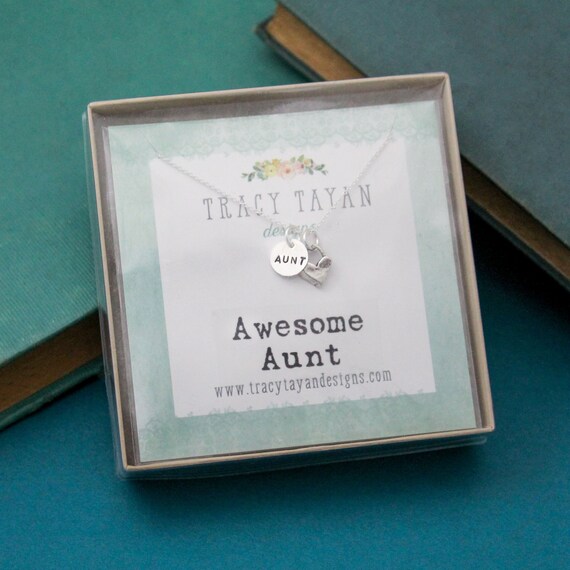 TRACY TAYAN
designs
AUNT
Awesome
Aunt
www.tracytayandesigns.com